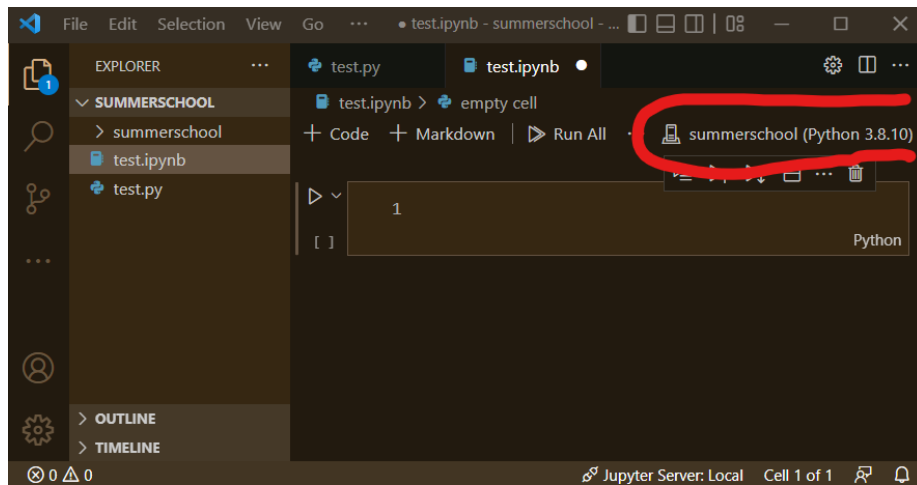 File Edit Selection View Go ··· ● test.ipynb - summerschool - ...
1
EXPLORER ···
SUMMERSCHOOL
summerschool
test.ipynb
test.py
OUTLINE
TIMELINE
test.py test.ipynb ● ···
test.ipynb > empty cell
+ Code + Markdown | Run All · summerschool (Python 3.8.10)
···
1
[ ]
Python
0 0 Jupyter Server: Local Cell 1 of 1